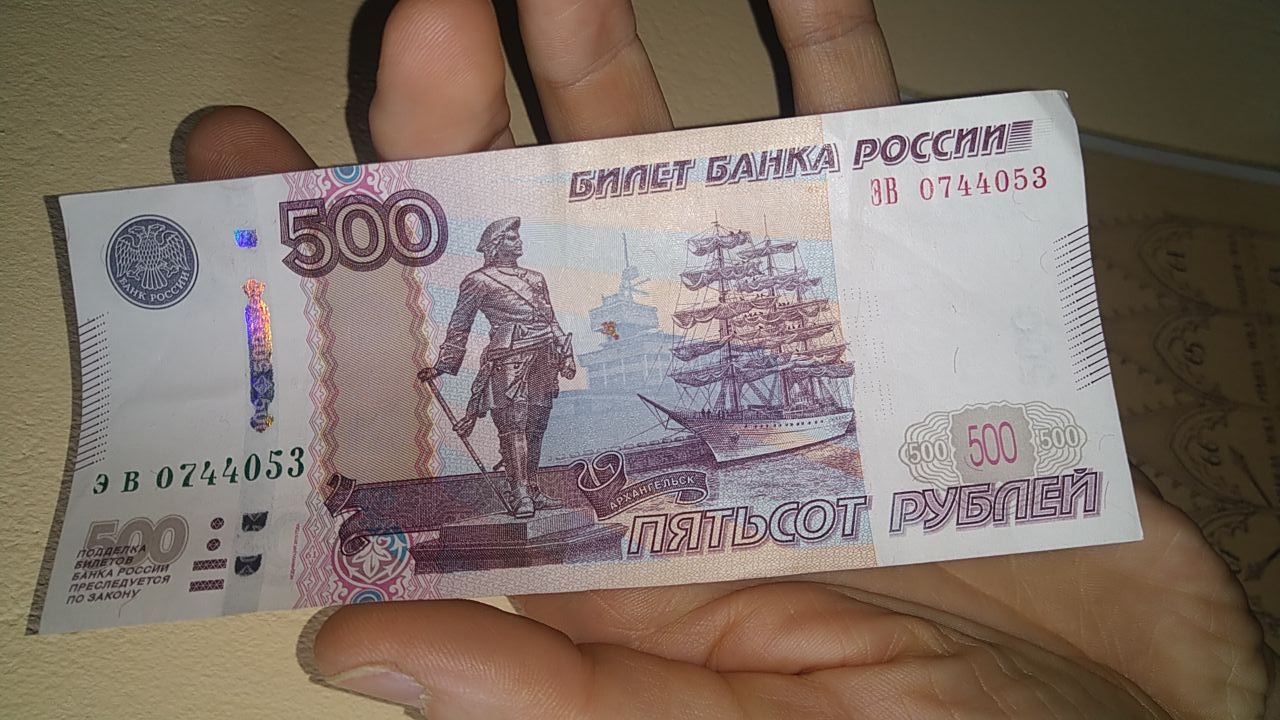 БИЛЕТ БАНКА РОССИИ
ЭВ 0744053
500
БАНК РОССИИ
АРХАНГЕЛЬСК
500 500 500
ЭВ 0744053
ПЯТЬСОТ РУБЛЕЙ
500
ПОДДЕЛКА
БИЛЕТОВ
БАНКА РОССИИ
ПРЕСЛЕДУЕТСЯ
ПО ЗАКОНУ